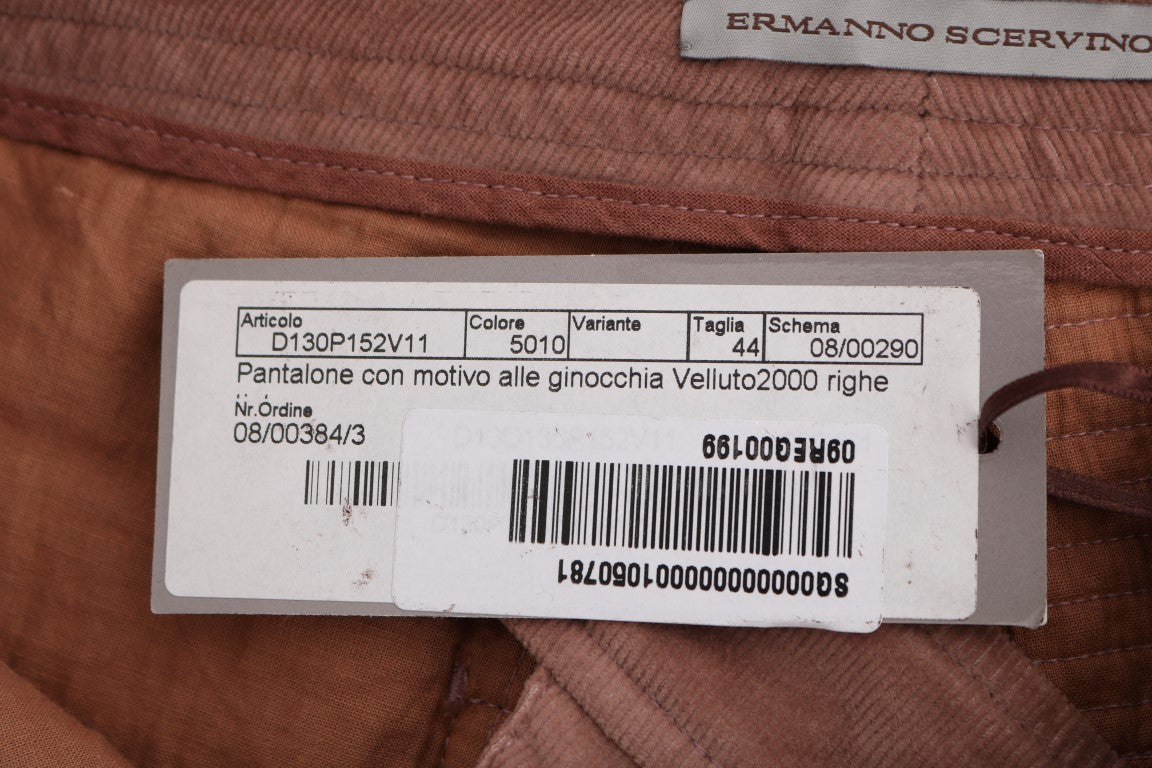 ERMANNO SCERVINO
Articolo Colore Variante Taglia Schema
D130P152V11 5010 44 08/00290
Pantalone con motivo alle ginocchia Velluto2000 righe
Nr.Ordine
08/00384/3
09REQ00199
SQ0000000001050781